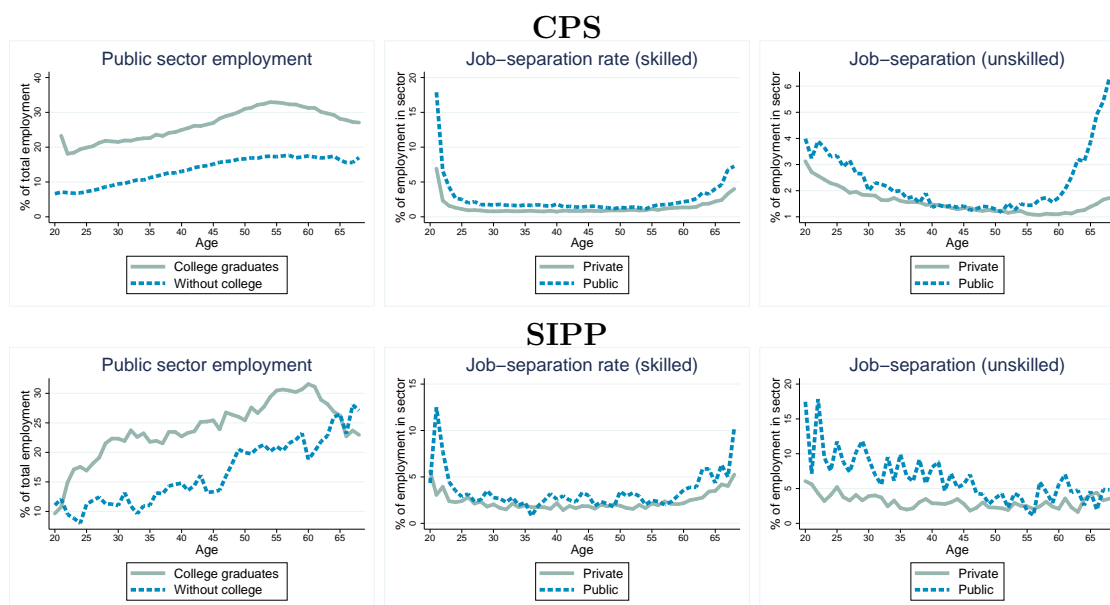 CPS
Public sector employment
% of total employment
0 10 20 30 40
20 25 30 35 40 45 50 55 60 65
Age
College graduates
Without college
Job−separation rate (skilled)
% of employment in sector
0 5 10 15 20
20 25 30 35 40 45 50 55 60 65
Age
Private
Public
Job−separation (unskilled)
% of employment in sector
1 2 3 4 5 6
20 25 30 35 40 45 50 55 60 65
Age
Private
Public
SIPP
Public sector employment
% of total employment
10 15 20 25 30
20 25 30 35 40 45 50 55 60 65
Age
College graduates
Without college
Job−separation rate (skilled)
% of employment in sector
0 5 10 15
20 25 30 35 40 45 50 55 60 65
Age
Private
Public
Job−separation (unskilled)
% of employment in sector
0 5 10 15 20
20 25 30 35 40 45 50 55 60 65
Age
Private
Public